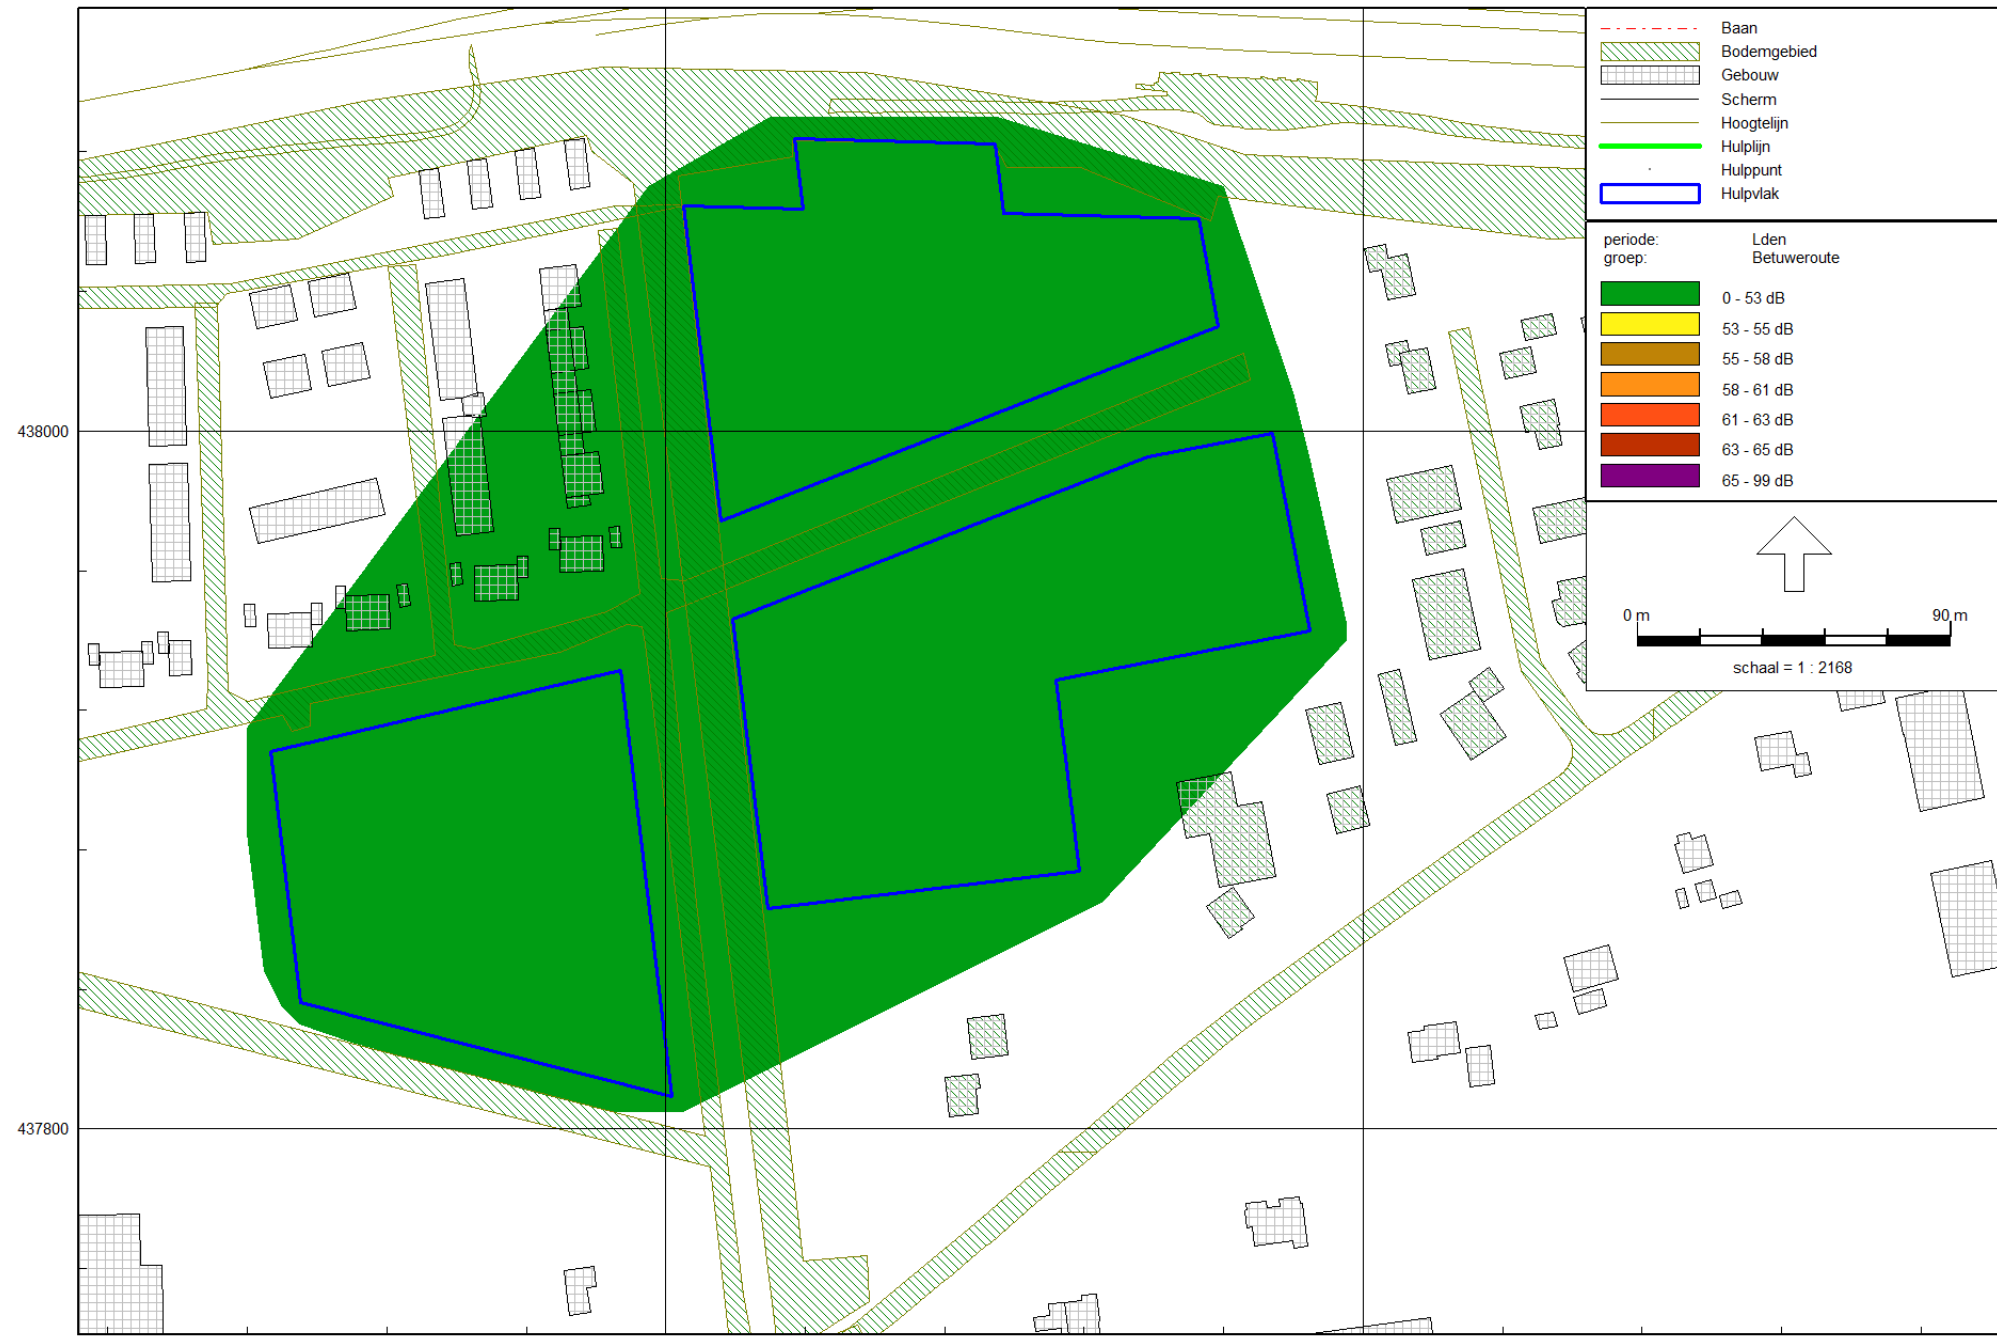 Baan
Bodemgebied
Gebouw
Scherm
Hoogtelijn
Hulplijn
Hulppunt
Hulpvlak
periode: Lden
groep: Betuweroute
0 - 53 dB
53 - 55 dB
55 - 58 dB
58 - 61 dB
61 - 63 dB
63 - 65 dB
65 - 99 dB
438000
0 m 90 m
schaal = 1 : 2168
437800